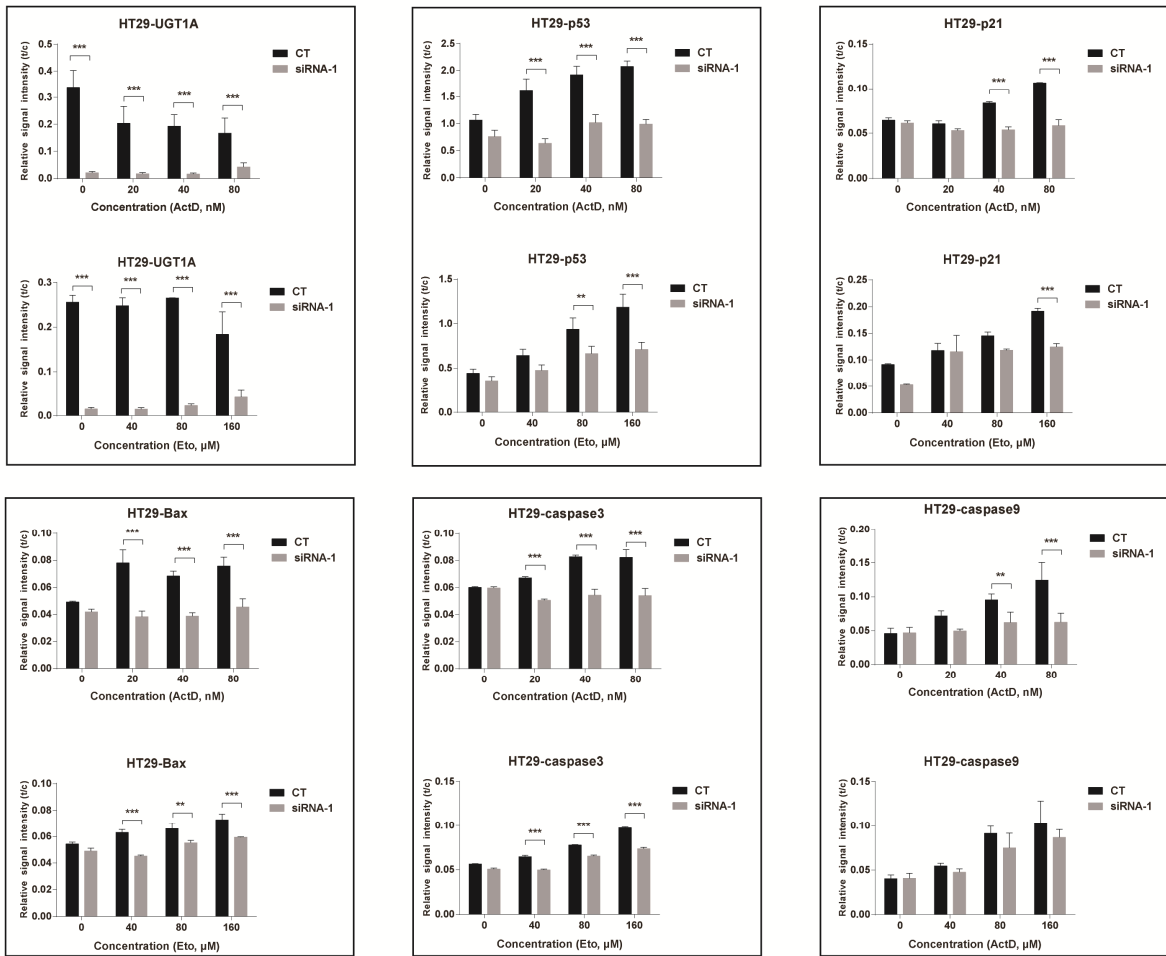 HT29-UGT1A
Relative signal intensity (t/c)
0.5
0.4
0.3
0.2
0.1
0.0
***
***
***
***
CT
siRNA-1
0 20 40 80
Concentration (ActD, nM)
HT29-UGT1A
Relative signal intensity (t/c)
0.3
0.2
0.1
0.0
***
***
***
***
CT
siRNA-1
0 40 80 160
Concentration (Eto, µM)
HT29-p53
Relative signal intensity (t/c)
2.5
2.0
1.5
1.0
0.5
0.0
***
***
***
CT
siRNA-1
0 20 40 80
Concentration (ActD, nM)
HT29-p53
Relative signal intensity (t/c)
1.5
1.0
0.5
0.0
**
***
CT
siRNA-1
0 40 80 160
Concentration (Eto, µM)
HT29-p21
Relative signal intensity (t/c)
0.15
0.10
0.05
0.00
***
***
CT
siRNA-1
0 20 40 80
Concentration (ActD, nM)
HT29-p21
Relative signal intensity (t/c)
0.25
0.20
0.15
0.10
0.05
0.00
***
CT
siRNA-1
0 40 80 160
Concentration (Eto, µM)
HT29-Bax
Relative signal intensity (t/c)
0.10
0.08
0.06
0.04
0.02
0.00
***
***
***
CT
siRNA-1
0 20 40 80
Concentration (ActD, nM)
HT29-Bax
Relative signal intensity (t/c)
0.10
0.08
0.06
0.04
0.02
0.00
***
**
***
CT
siRNA-1
0 40 80 160
Concentration (Eto, µM)
HT29-caspase3
Relative signal intensity (t/c)
0.10
0.08
0.06
0.04
0.02
0.00
***
***
***
CT
siRNA-1
0 20 40 80
Concentration (ActD, nM)
HT29-caspase3
Relative signal intensity (t/c)
0.15
0.10
0.05
0.00
***
***
***
CT
siRNA-1
0 40 80 160
Concentration (Eto, µM)
HT29-caspase9
Relative signal intensity (t/c)
0.20
0.15
0.10
0.05
0.00
**
***
CT
siRNA-1
0 20 40 80
Concentration (ActD, nM)
HT29-caspase9
Relative signal intensity (t/c)
0.15
0.10
0.05
0.00
CT
siRNA-1
0 40 80 160
Concentration (ActD, µM)